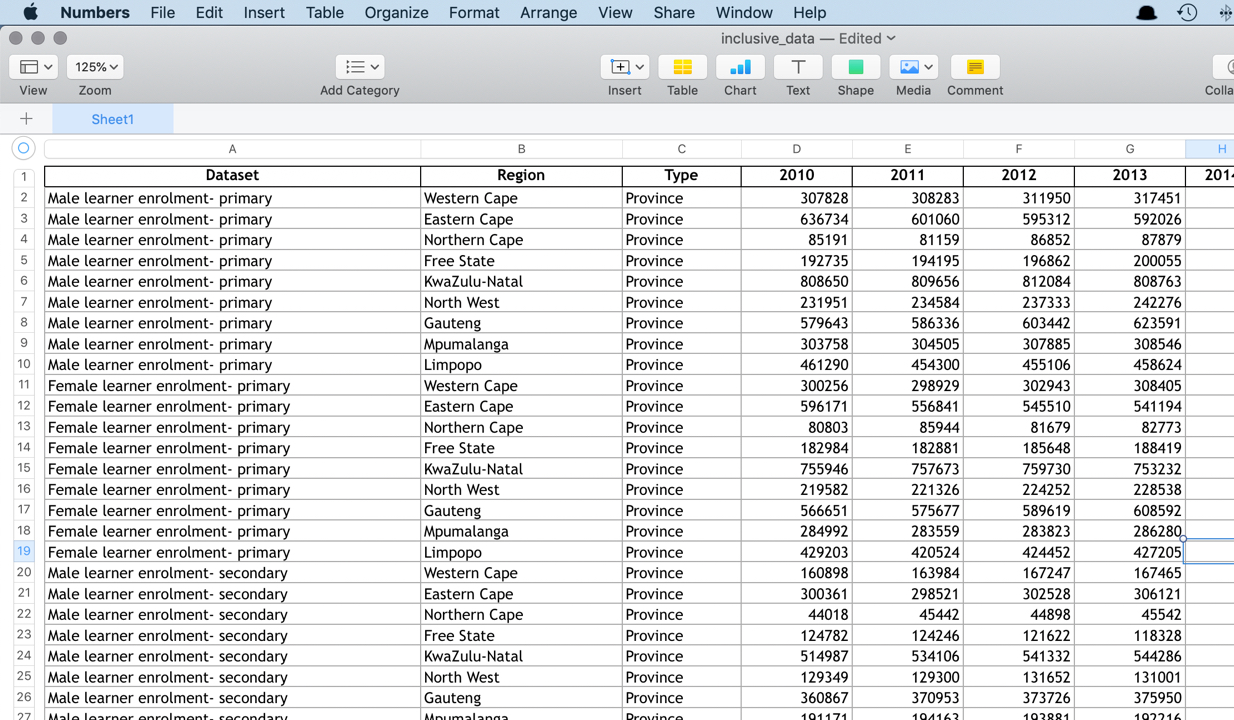 Numbers File Edit Insert Table Organize Format Arrange View Share Window Help
inclusive_data — Edited
125%
View Zoom Add Category Insert Table Chart Text Shape Media Comment Colla
Sheet1
A B C D E F G H
1 Dataset Region Type 2010 2011 2012 2013 2014
2 Male learner enrolment- primary Western Cape Province 307828 308283 311950 317451
3 Male learner enrolment- primary Eastern Cape Province 636734 601060 595312 592026
4 Male learner enrolment- primary Northern Cape Province 85191 81159 86852 87879
5 Male learner enrolment- primary Free State Province 192735 194195 196862 200055
6 Male learner enrolment- primary KwaZulu-Natal Province 808650 809656 812084 808763
7 Male learner enrolment- primary North West Province 231951 234584 237333 242276
8 Male learner enrolment- primary Gauteng Province 579643 586336 603442 623591
9 Male learner enrolment- primary Mpumalanga Province 303758 304505 307885 308546
10 Male learner enrolment- primary Limpopo Province 461290 454300 455106 458624
11 Female learner enrolment- primary Western Cape Province 300256 298929 302943 308405
12 Female learner enrolment- primary Eastern Cape Province 596171 556841 545510 541194
13 Female learner enrolment- primary Northern Cape Province 80803 85944 81679 82773
14 Female learner enrolment- primary Free State Province 182984 182881 185648 188419
15 Female learner enrolment- primary KwaZulu-Natal Province 755946 757673 759730 753232
16 Female learner enrolment- primary North West Province 219582 221326 224252 228538
17 Female learner enrolment- primary Gauteng Province 566651 575677 589619 608592
18 Female learner enrolment- primary Mpumalanga Province 284992 283559 283823 286280
19 Female learner enrolment- primary Limpopo Province 429203 420524 424452 427205
20 Male learner enrolment- secondary Western Cape Province 160898 163984 167247 167465
21 Male learner enrolment- secondary Eastern Cape Province 300361 298521 302528 306121
22 Male learner enrolment- secondary Northern Cape Province 44018 45442 44898 45542
23 Male learner enrolment- secondary Free State Province 124782 124246 121622 118328
24 Male learner enrolment- secondary KwaZulu-Natal Province 514987 534106 541332 544286
25 Male learner enrolment- secondary North West Province 129349 129300 131652 131001
26 Male learner enrolment- secondary Gauteng Province 360867 370953 373726 375950
27 Male learner enrolment- secondary Mpumalanga Province 191171 194163 193881 192216